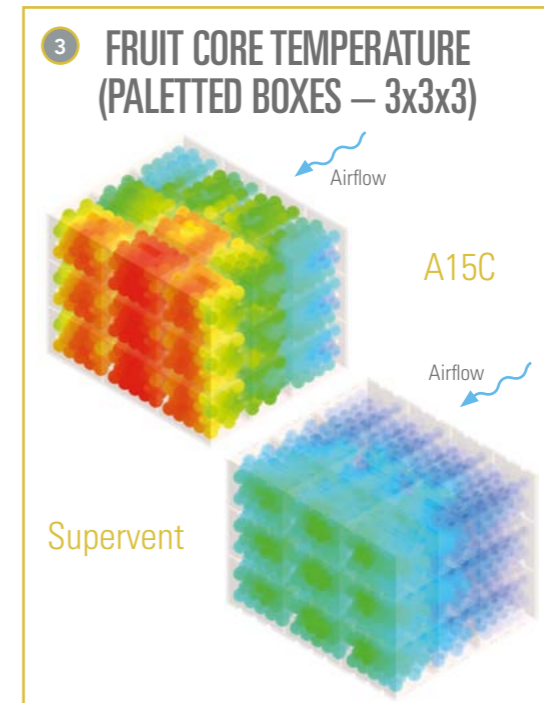 3
FRUIT CORE TEMPERATURE
(PALETTED BOXES – 3x3x3)
Airflow
A15C
Airflow
Supervent